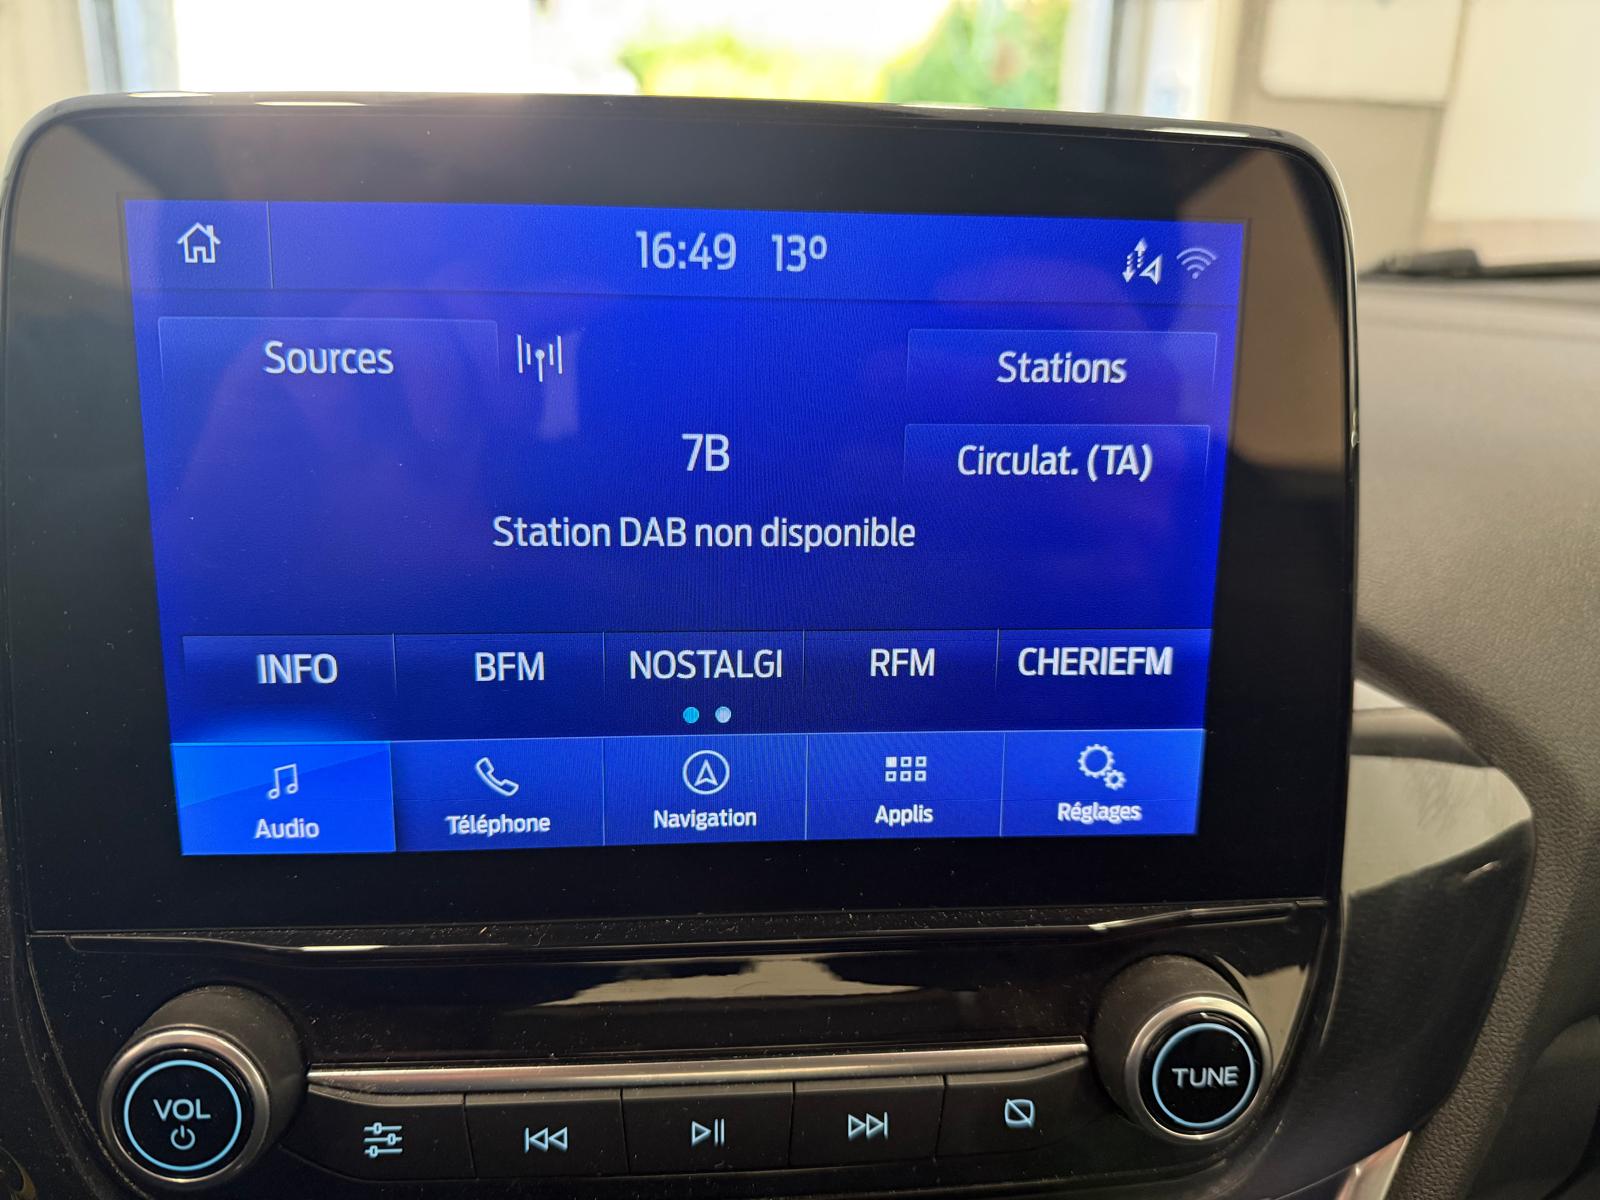 16:49 13º
Sources
Stations
7B
Circulat. (TA)
Station DAB non disponible
INFO BFM NOSTALGI RFM CHERIEFM
Audio Téléphone Navigation Applis Réglages
VOL
TUNE